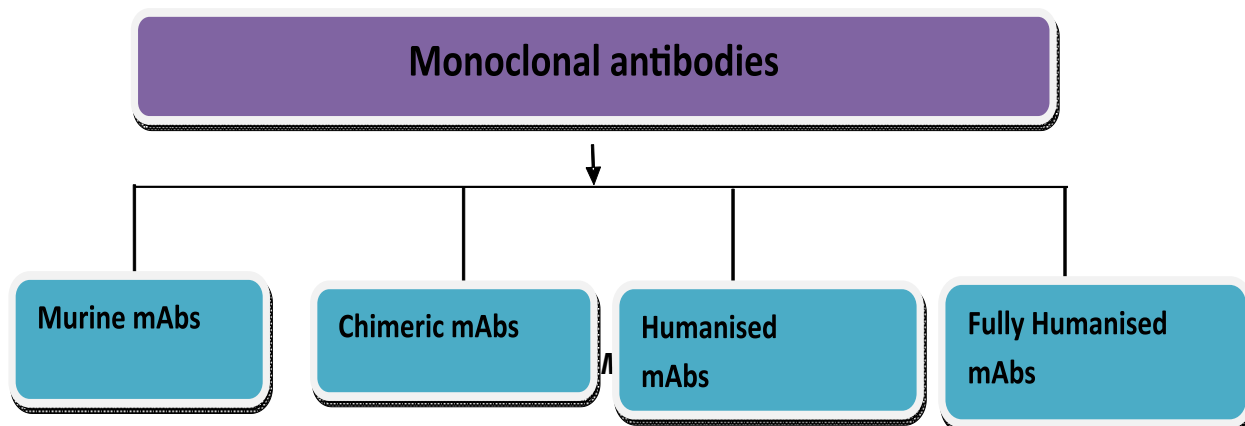 Monoclonal antibodies
Murine mAbs
Chimeric mAbs
Humanised
mAbs
Fully Humanised
mAbs